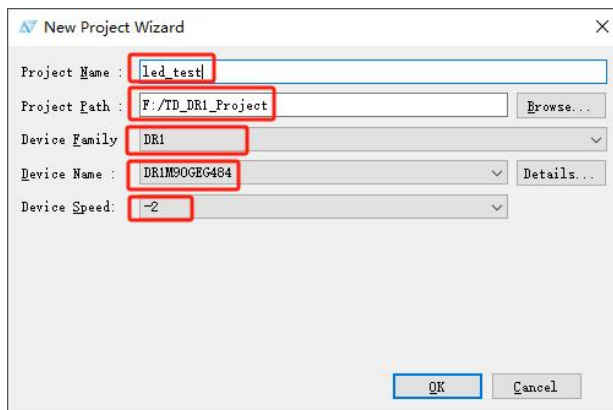 New Project Wizard
Project Name : led_test
Project Path : F:/TD_DR1_Project Browse...
Device Family DR1
Device Name : DR1M90GEG484 Details...
Device Speed: -2
OK Cancel